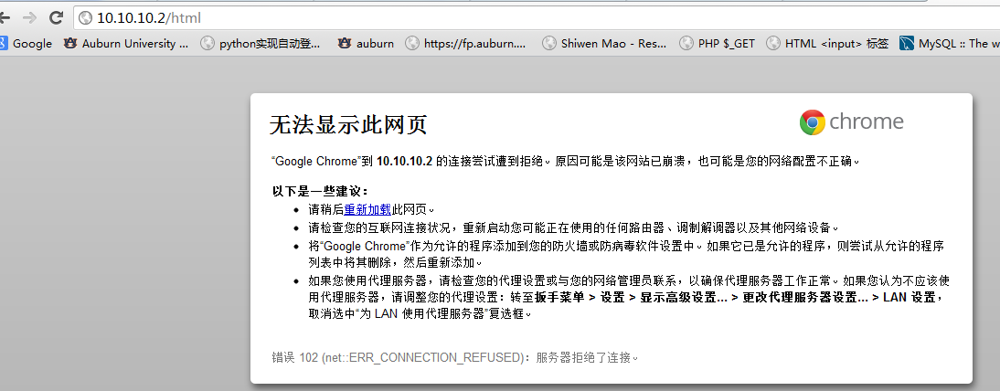 10.10.10.2/html
Google Auburn University ... python实现自动登... auburn https://fp.auburn.... Shiwen Mao - Res... PHP $_GET HTML <input> 标签 MySQL :: The w
无法显示此网页
chrome
“Google Chrome”到 10.10.10.2 的连接尝试遭到拒绝。原因可能是该网站已崩溃，也可能是您的网络配置不正确。
以下是一些建议：
• 请稍后重新加载此网页。
• 请检查您的互联网连接状况，重新启动您可能正在使用的任何路由器、调制解调器以及其他网络设备。
• 将“Google Chrome”作为允许的程序添加到您的防火墙或防病毒软件设置中。如果它已是允许的程序，则尝试从允许的程序
列表中将其删除，然后重新添加。
• 如果您使用代理服务器，请检查您的代理设置或与您的网络管理员联系，以确保代理服务器工作正常。如果您认为不应该使
用代理服务器，请调整您的代理设置：转至扳手菜单 > 设置 > 显示高级设置... > 更改代理服务器设置... > LAN 设置，
取消选中“为 LAN 使用代理服务器”复选框。
错误 102 (net::ERR_CONNECTION_REFUSED)：服务器拒绝了连接。